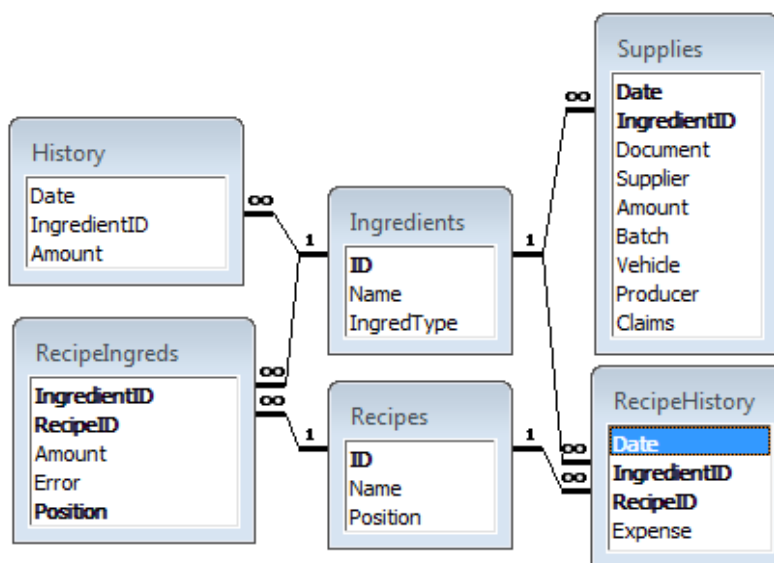 History
Date
IngredientID
Amount
RecipeIngreds
IngredientID
RecipeID
Amount
Error
Position
Ingredients
ID
Name
IngredType
Recipes
ID
Name
Position
Supplies
Date
IngredientID
Document
Supplier
Amount
Batch
Vehicle
Producer
Claims
RecipeHistory
Date
IngredientID
RecipeID
Expense
∞
1
∞
∞
1
1
∞
1
∞
∞